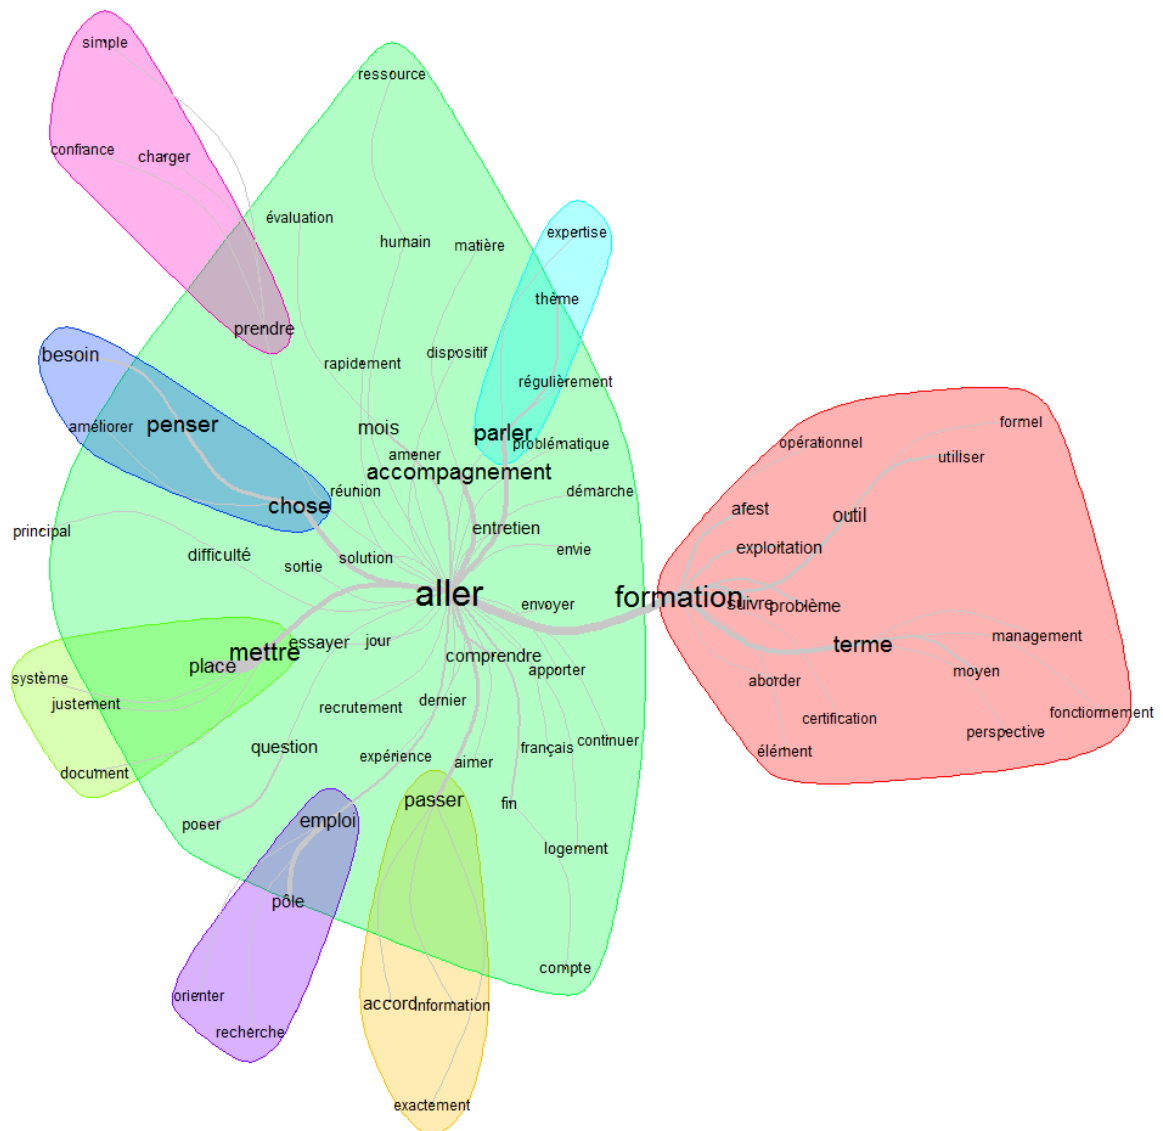 simple
ressource
confiance
charger
évaluation
humain
matière
expertise
thème
prendre
besoin
rapidement
dispositif
régulièrement
améliorer
penser
mois
parler
problématique
amener
accompagnement
formel
opérationnel
utiliser
réunion
démarche
chose
principal
entretien
afest
outil
difficulté
sortie
solution
envie
exploitation
aller
envoyer
formation
suivre
problème
essayer
jour
mettre
place
comprendre
apporter
terme
management
moyen
système
justement
dernier
recrutement
aborder
certification
fonctionnement
perspective
élément
question
expérience
aimer
français
continuer
document
passer
fin
poser
emploi
logement
pôle
compte
orienter
accord
information
recherche
exactement